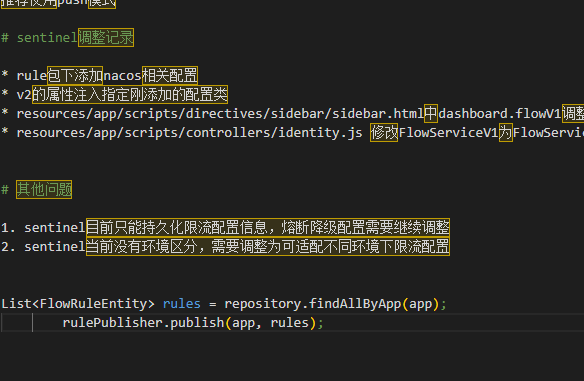 推荐使用push模式
# sentinel调整记录
* rule包下添加nacos相关配置
* v2的属性注入指定刚添加的配置类
* resources/app/scripts/directives/sidebar/sidebar.html中dashboard.flowV1调整
* resources/app/scripts/controllers/identity.js 修改FlowServiceV1为FlowServi
# 其他问题
1. sentinel目前只能持久化限流配置信息，熔断降级配置需要继续调整
2. sentinel当前没有环境区分，需要调整为可适配不同环境下限流配置
List<FlowRuleEntity> rules = repository.findAllByApp(app);
rulePublisher.publish(app, rules);